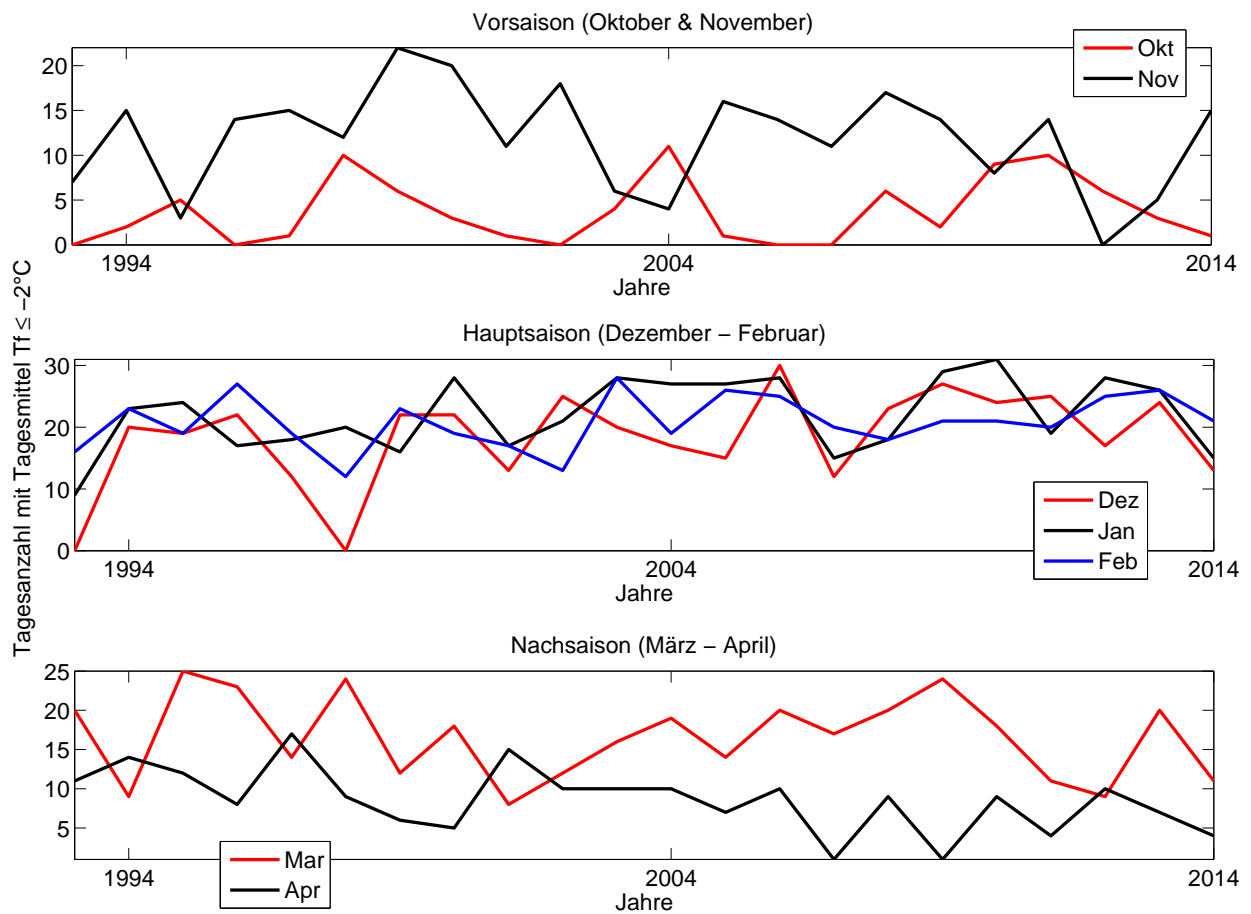 Vorsaison (Oktober & November)
Okt
Nov
20
15
10
5
0
1994
2004
2014
Jahre
Tagesanzahl mit Tagesmittel Tf ≤ −2°C
Hauptsaison (Dezember − Februar)
30
20
10
0
Dez
Jan
Feb
1994
2004
2014
Jahre
Nachsaison (März − April)
25
20
15
10
5
Mar
Apr
1994
2004
2014
Jahre